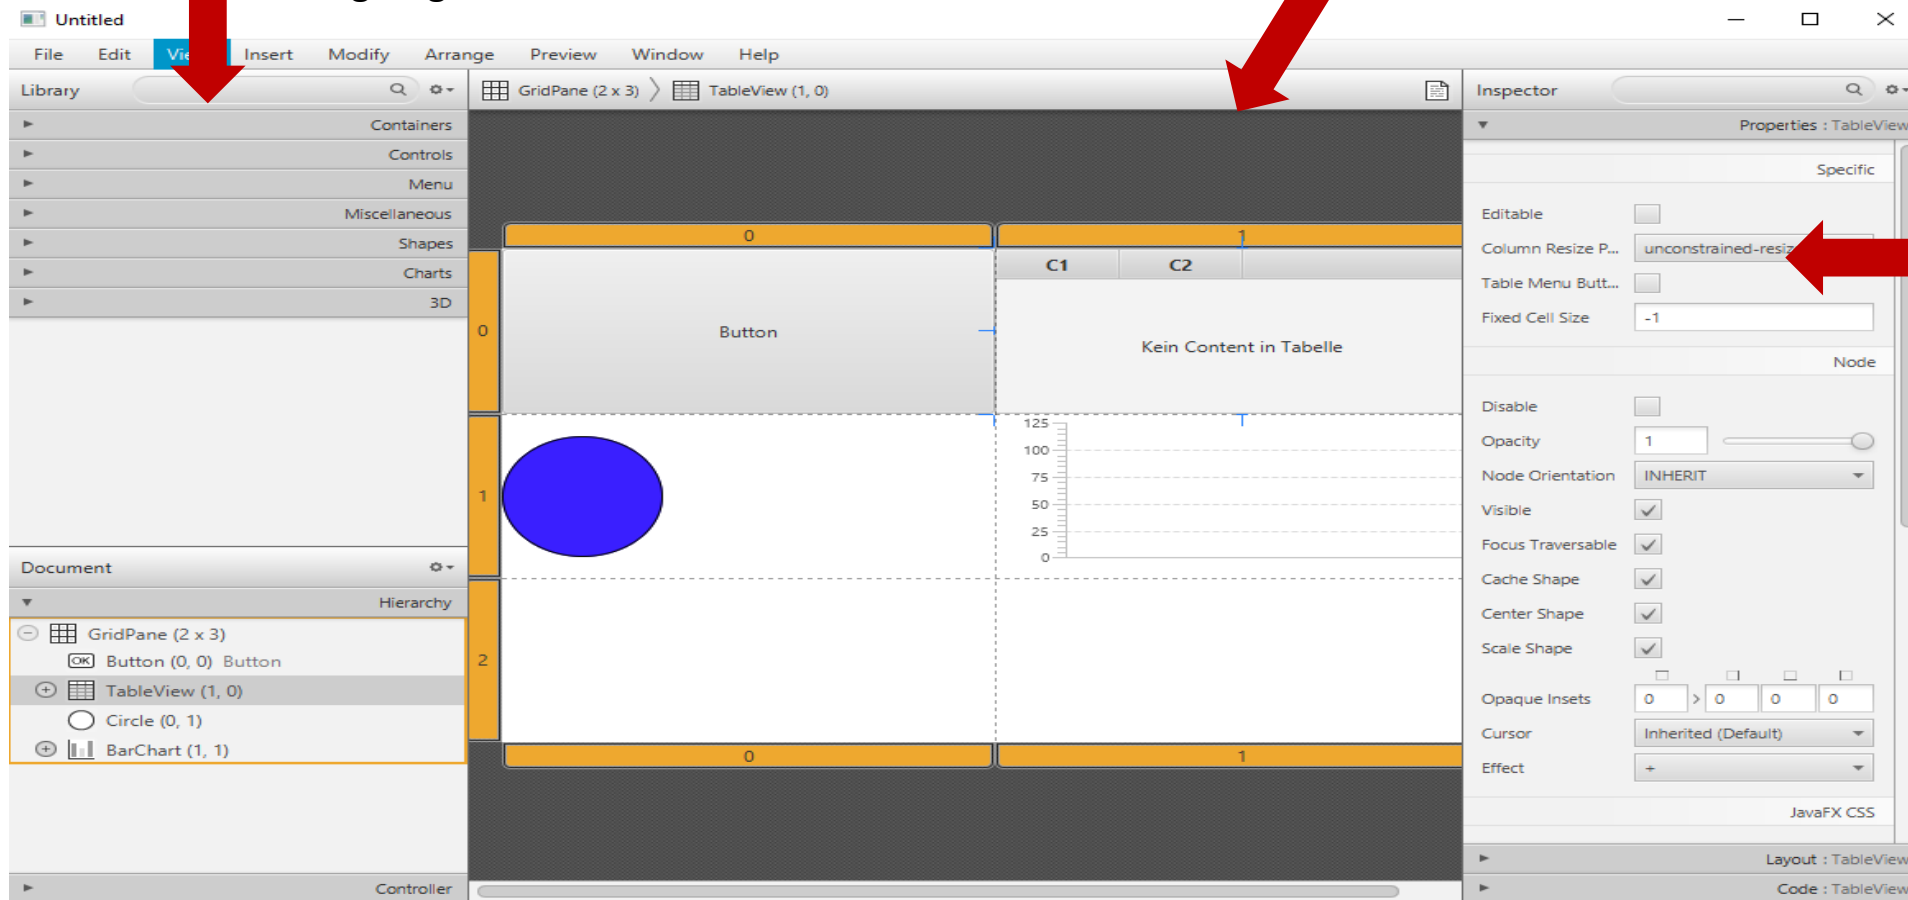 Untitled
File Edit Insert Modify Arrange Preview Window Help
Library
Containers
Controls
Menu
Miscellaneous
Shapes
Charts
3D
Document
Hierarchy
GridPane (2 x 3)
OK Button (0, 0) Button
TableView (1, 0)
Circle (0, 1)
BarChart (1, 1)
Controller
GridPane (2 x 3) TableView (1, 0)
0 1
C1 C2
0
Button
Kein Content in Tabelle
1
125
100
75
50
25
0
2
0 1
Inspector
Properties : TableView
Specific
Editable
Column Resize P...
Table Menu Butt...
Fixed Cell Size -1
Node
Disable
Opacity 1
Node Orientation INHERIT
Visible
Focus Traversable
Cache Shape
Center Shape
Scale Shape
Opaque Insets 0 > 0 0 0
Cursor Inherited (Default)
Effect +
JavaFX CSS
Layout : TableView
Code : TableView